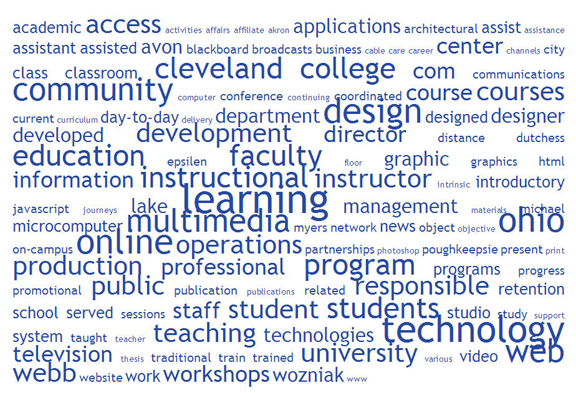 academic access activities affairs affiliate akron applications architectural assist assistance
assistant assisted avon blackboard broadcasts business cable care career center channels city
class classroom cleveland college com communications
community computer conference continuing coordinated course courses
current curriculum day-to-day delivery department design designed designer
developed development director distance dutchess
education epsilen faculty floor graphic graphics html
information instructional instructor intrinsic introductory
javascript journeys lake learning management materials michael
microcomputer multimedia myers network news object objective ohio
on-campus online operations partnerships photoshop poughkeepsie present print
production professional program programs progress
promotional public publication publications related responsible retention
school served sessions staff student students studio study support
system taught teacher teaching technologies technology
television thesis traditional train trained university various video web
webb website work workshops wozniak www